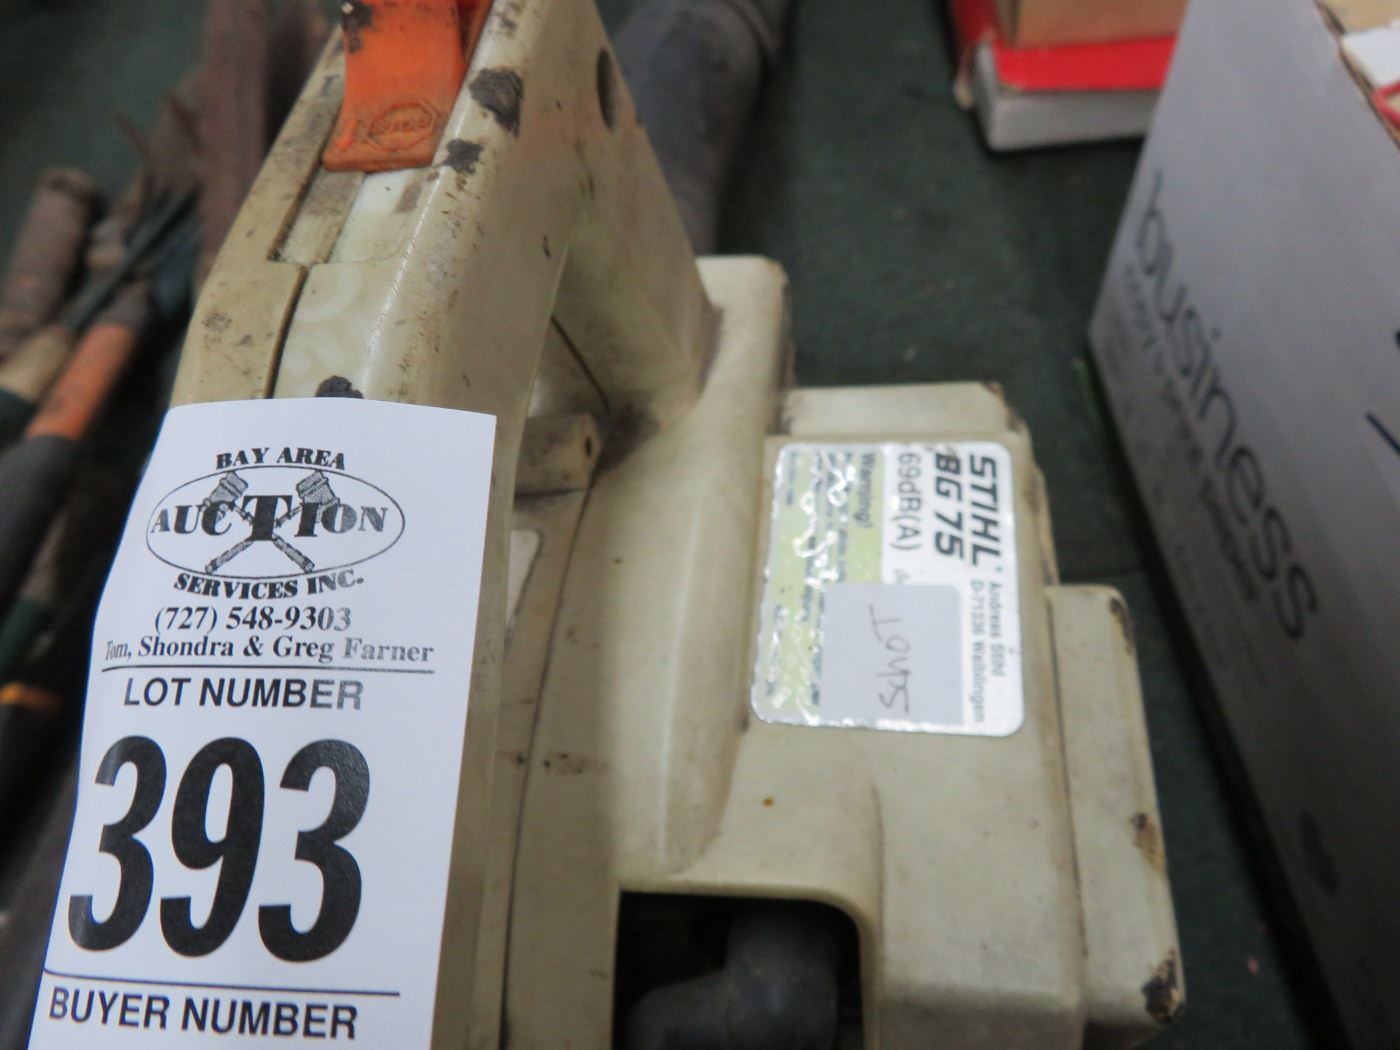 BAY AREA
AUCTION
SERVICES INC.
(727) 548-9303
Tom, Shondra & Greg Farner
LOT NUMBER
393
BUYER NUMBER
STIHL
Andreas Stihl
D-71336 Waiblingen
BG 75
69dB(A)
Warning!
SchoT
business